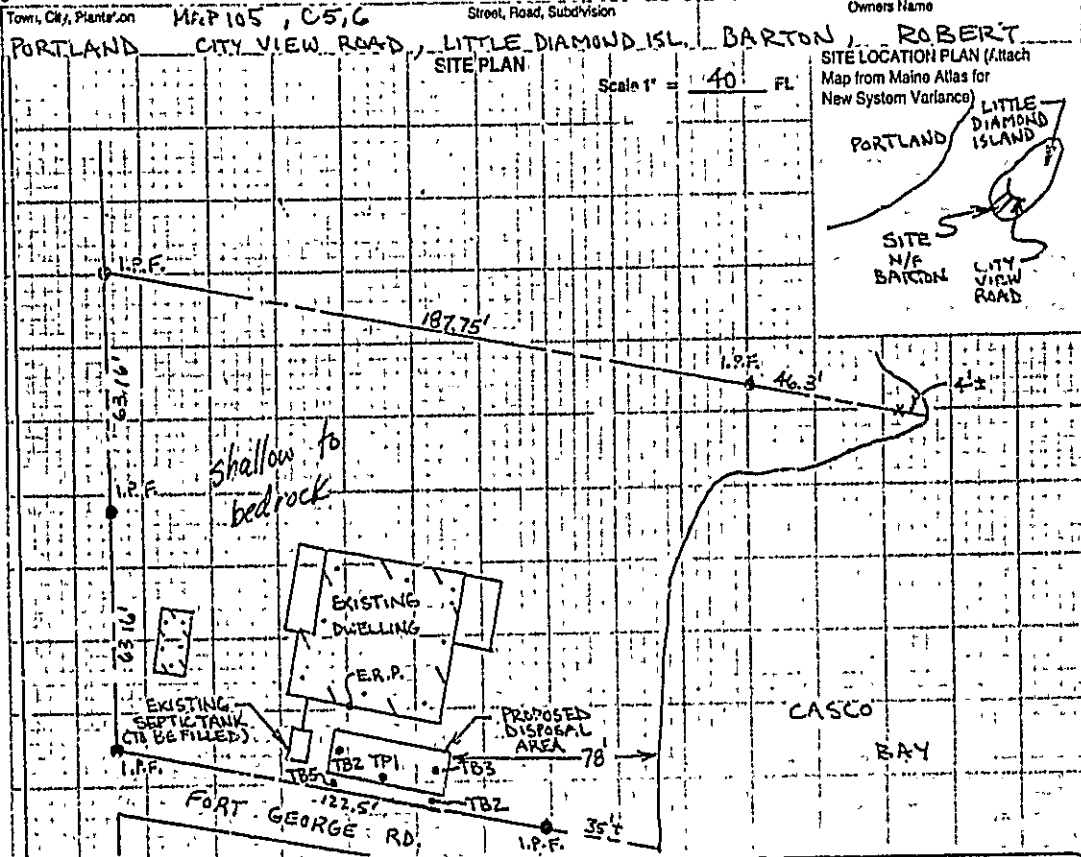 Town, City, Plantation
MAP 105, C5,6
Street, Road, Subdivision
Owners Name
PORTLAND
CITY VIEW ROAD, LITTLE DIAMOND ISL.
BARTON, ROBERT
SITE PLAN
Scale 1" = 40 Ft.
SITE LOCATION PLAN (Attach
Map from Maine Atlas for
New System Variance)
LITTLE
DIAMOND
ISLAND
PORTLAND
SITE
N/F
BARTON
CITY
VIEW
ROAD
I.P.F.
187.75'
I.P.F.
46.3'
4'±
63.16'
shallow to
bedrock
I.P.F.
63.16'
EXISTING
DWELLING
E.R.P.
EXISTING
SEPTIC TANK
(TO BE FILLED)
PROPOSED
DISPOSAL
AREA
78'
CASCO
BAY
TB2
TP1
TB3
TB5
I.P.F.
122.5'
TB2
FORT GEORGE RD.
35'±
I.P.F.